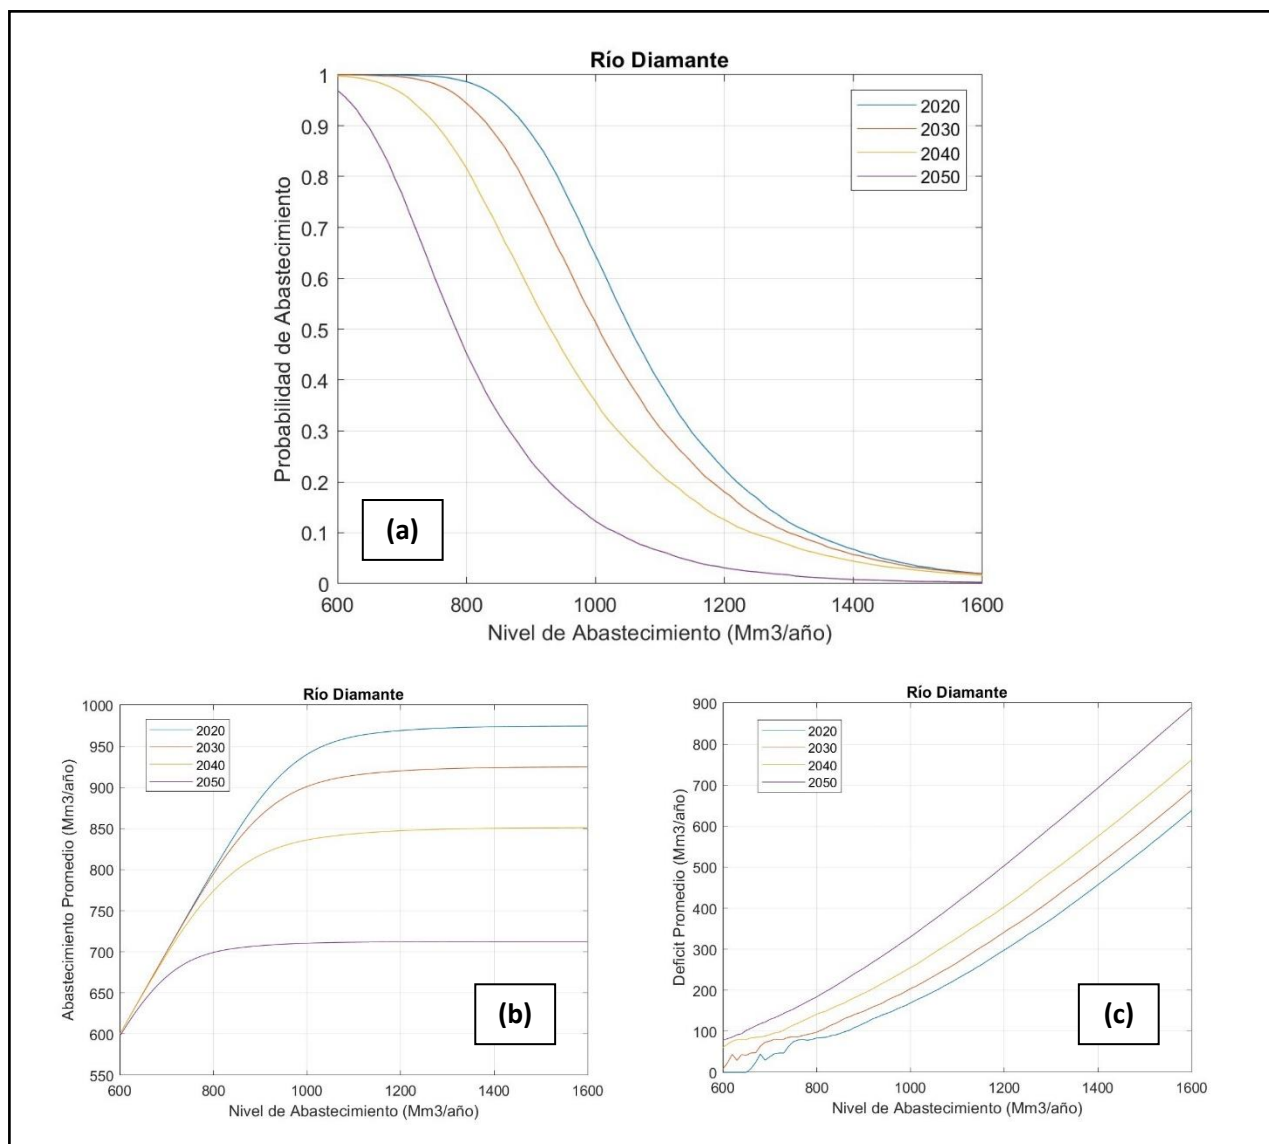 Río Diamante
Probabilidad de Abastecimiento
1
0.9
0.8
0.7
0.6
0.5
0.4
0.3
0.2
0.1
0
2020
2030
2040
2050
(a)
600 800 1000 1200 1400 1600
Nivel de Abastecimiento (Mm3/año)
Río Diamante
Abastecimiento Promedio (Mm3/año)
1000
950
900
850
800
750
700
650
600
550
2020
2030
2040
2050
(b)
600 800 1000 1200 1400 1600
Nivel de Abastecimiento (Mm3/año)
Río Diamante
Deficit Promedio (Mm3/año)
900
800
700
600
500
400
300
200
100
0
2020
2030
2040
2050
(c)
600 800 1000 1200 1400 1600
Nivel de Abastecimiento (Mm3/año)